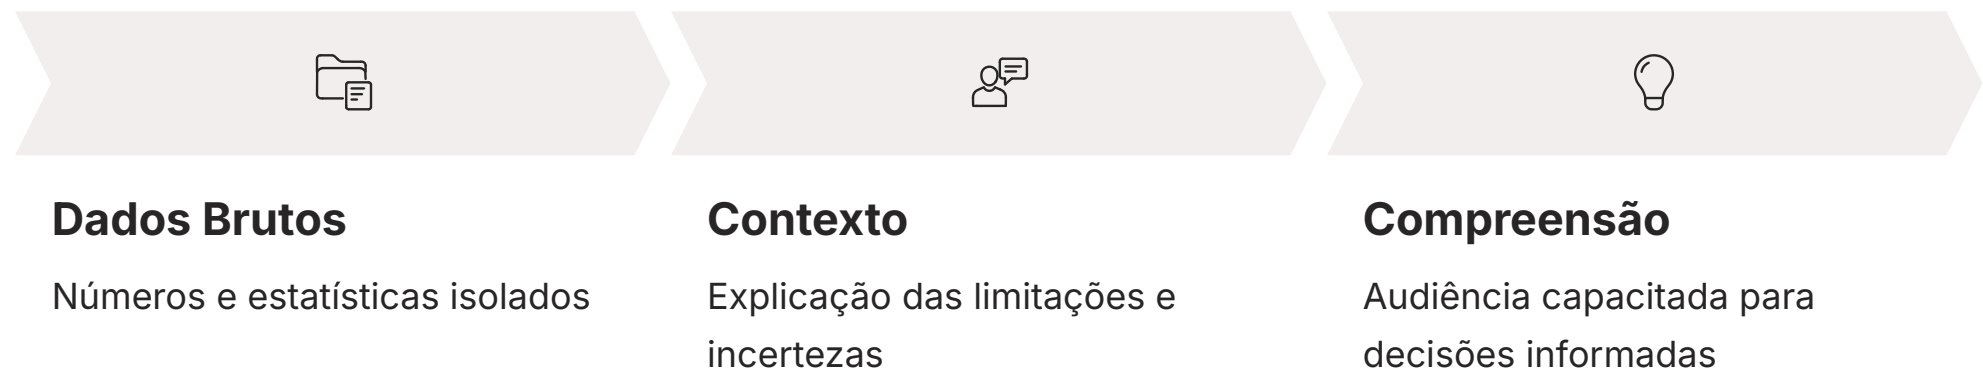 Dados Brutos
Números e estatísticas isolados
Contexto
Explicação das limitações e
incertezas
Compreensão
Audiência capacitada para
decisões informadas